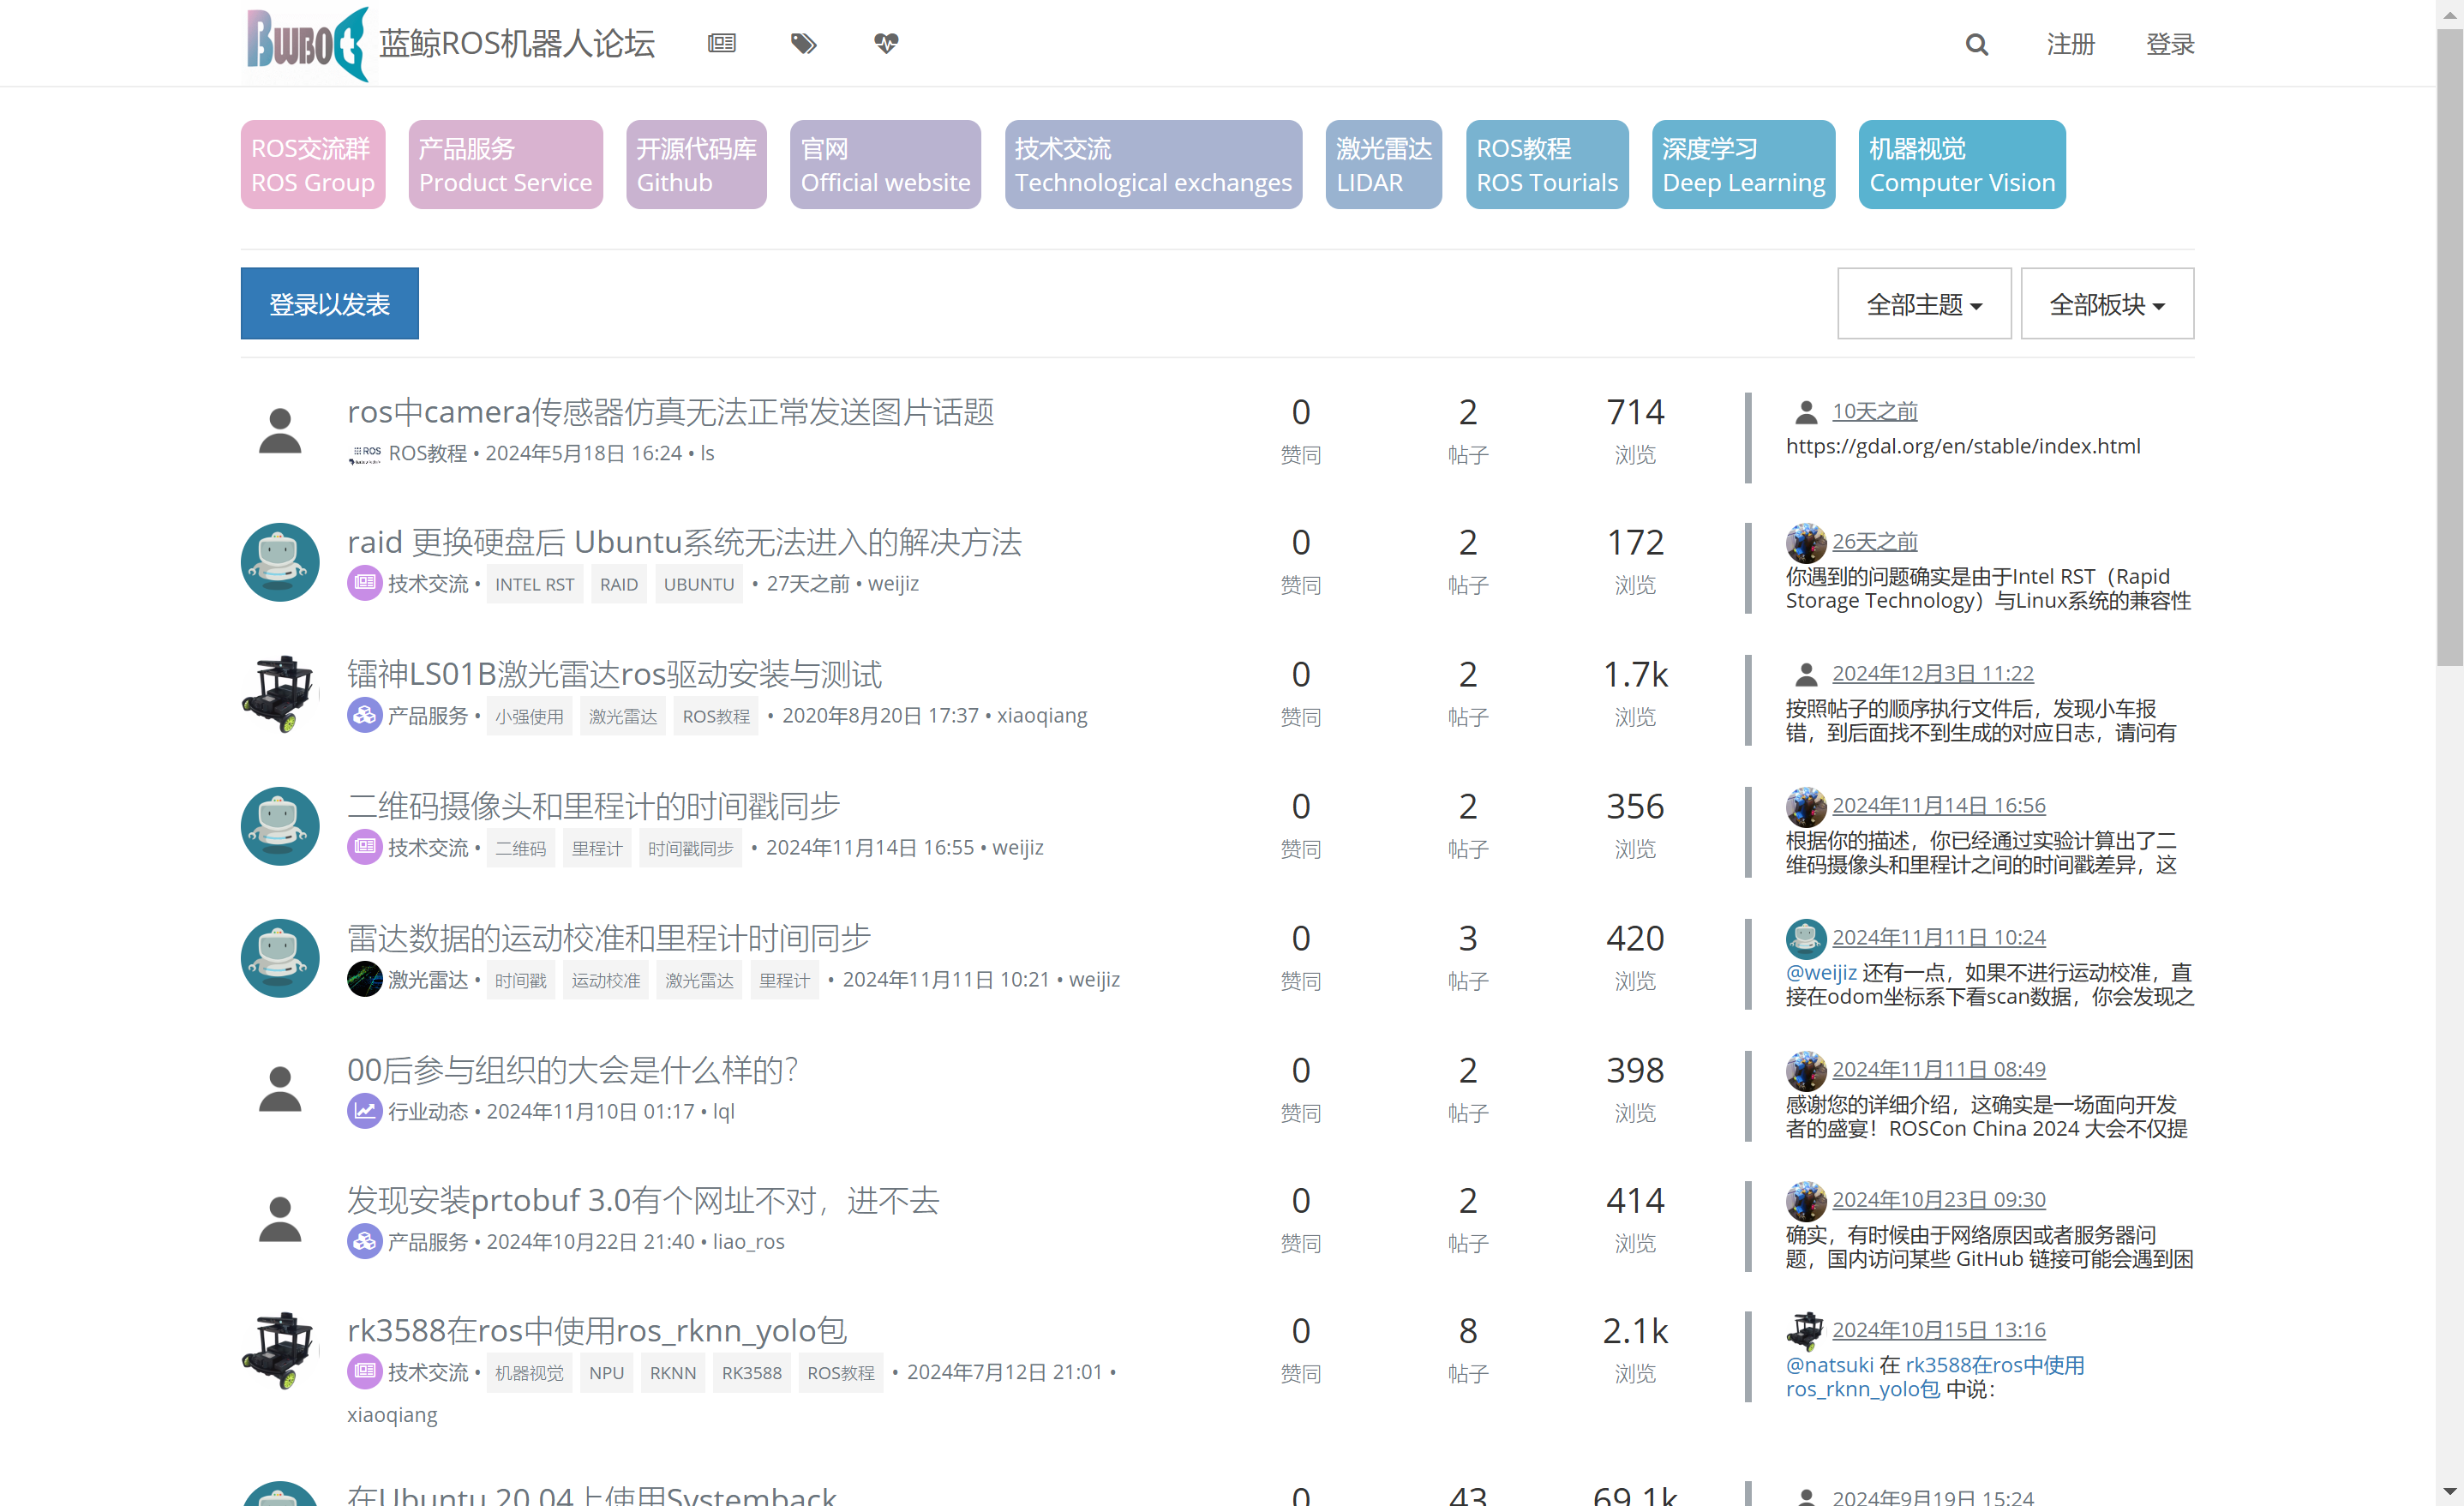 Bwbot 蓝鲸ROS机器人论坛
注册 登录
ROS交流群 产品服务 开源代码库 官网 技术交流 激光雷达 ROS教程 深度学习 机器视觉
ROS Group Product Service Github Official website Technological exchanges LIDAR ROS Tourials Deep Learning Computer Vision
登录以发表 全部主题 全部板块
ros中camera传感器仿真无法正常发送图片话题
ROS ROS教程 • 2024年5月18日 16:24 • ls
0 2 714
赞同 帖子 浏览
10天之前
https://gdal.org/en/stable/index.html
raid 更换硬盘后 Ubuntu系统无法进入的解决方法
技术交流 • INTEL RST RAID UBUNTU • 27天之前 • weijiz
0 2 172
赞同 帖子 浏览
26天之前
你遇到的问题确实是由于Intel RST（Rapid
Storage Technology）与Linux系统的兼容性
镭神LS01B激光雷达ros驱动安装与测试
产品服务 • 小强使用 激光雷达 ROS教程 • 2020年8月20日 17:37 • xiaoqiang
0 2 1.7k
赞同 帖子 浏览
2024年12月3日 11:22
按照帖子的顺序执行文件后，发现小车报
错，到后面找不到生成的对应日志，请问有
二维码摄像头和里程计的时间戳同步
技术交流 • 二维码 里程计 时间戳同步 • 2024年11月14日 16:55 • weijiz
0 2 356
赞同 帖子 浏览
2024年11月14日 16:56
根据你的描述，你已经通过实验计算出了二
维码摄像头和里程计之间的时间戳差异，这
雷达数据的运动校准和里程计时间同步
激光雷达 • 时间戳 运动校准 激光雷达 里程计 • 2024年11月11日 10:21 • weijiz
0 3 420
赞同 帖子 浏览
2024年11月11日 10:24
@weijiz 还有一点，如果不进行运动校准，直
接在odom坐标系下看scan数据，你会发现之
00后参与组织的大会是什么样的？
行业动态 • 2024年11月10日 01:17 • lql
0 2 398
赞同 帖子 浏览
2024年11月11日 08:49
感谢您的详细介绍，这确实是一场面向开发
者的盛宴！ROSCon China 2024 大会不仅提
发现安装prtobuf 3.0有个网址不对，进不去
产品服务 • 2024年10月22日 21:40 • liao_ros
0 2 414
赞同 帖子 浏览
2024年10月23日 09:30
确实，有时候由于网络原因或者服务器问
题，国内访问某些 GitHub 链接可能会遇到困
rk3588在ros中使用ros_rknn_yolo包
技术交流 • 机器视觉 NPU RKNN RK3588 ROS教程 • 2024年7月12日 21:01 •
xiaoqiang
0 8 2.1k
赞同 帖子 浏览
2024年10月15日 13:16
@natsuki 在 rk3588在ros中使用
ros_rknn_yolo包 中说：
在Ubuntu 20.04上使用Systemback
0 43 69.1k
2024年9月19日 15:24